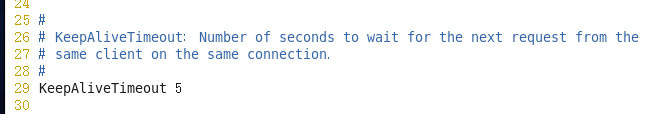 24
25 #
26 # KeepAliveTimeout: Number of seconds to wait for the next request from the
27 # same client on the same connection.
28 #
29 KeepAliveTimeout 5
30